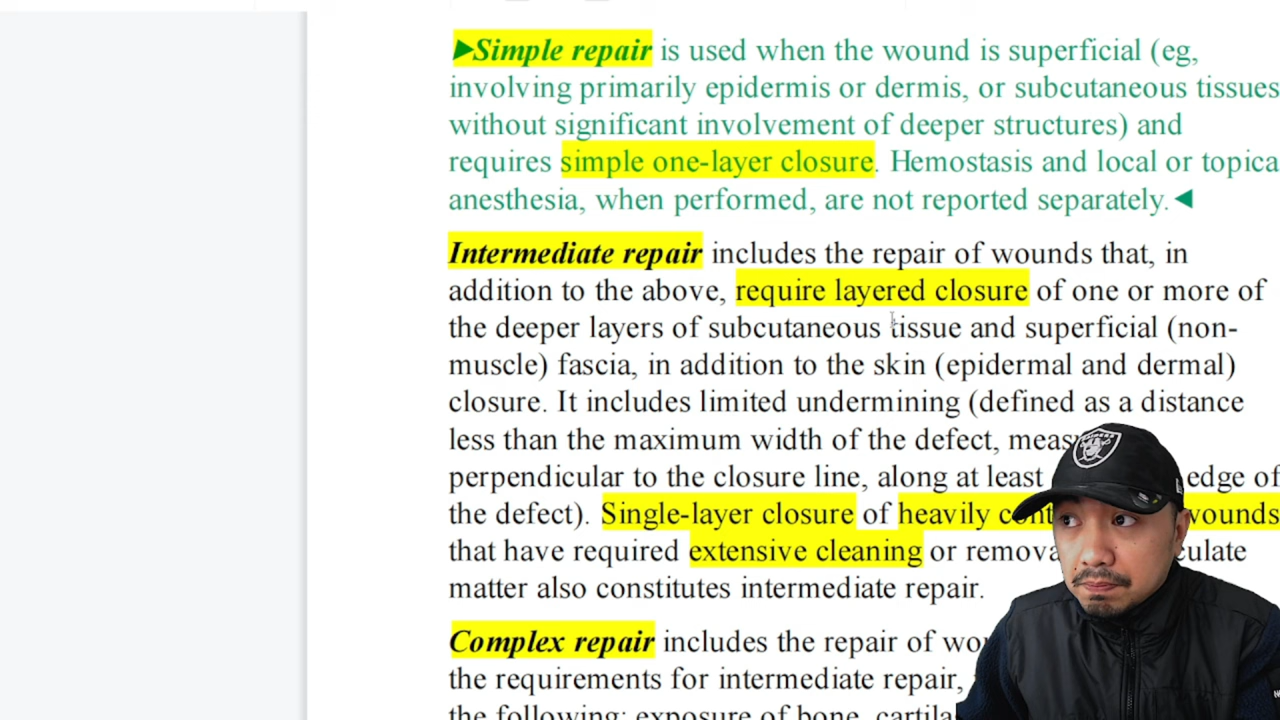 ►Simple repair is used when the wound is superficial (eg,
involving primarily epidermis or dermis, or subcutaneous tissues
without significant involvement of deeper structures) and
requires simple one-layer closure. Hemostasis and local or topica
anesthesia, when performed, are not reported separately.◄
Intermediate repair includes the repair of wounds that, in
addition to the above, require layered closure of one or more of
the deeper layers of subcutaneous tissue and superficial (non-
muscle) fascia, in addition to the skin (epidermal and dermal)
closure. It includes limited undermining (defined as a distance
less than the maximum width of the defect,
perpendicular to the closure line, along at least edge of
the defect). Single-layer closure of heavily wounds
that have required extensive cleaning or
matter also constitutes intermediate repair.
Complex repair includes the repair of
the requirements for intermediate repair,
the following: exposure of bone,
RAIDERS